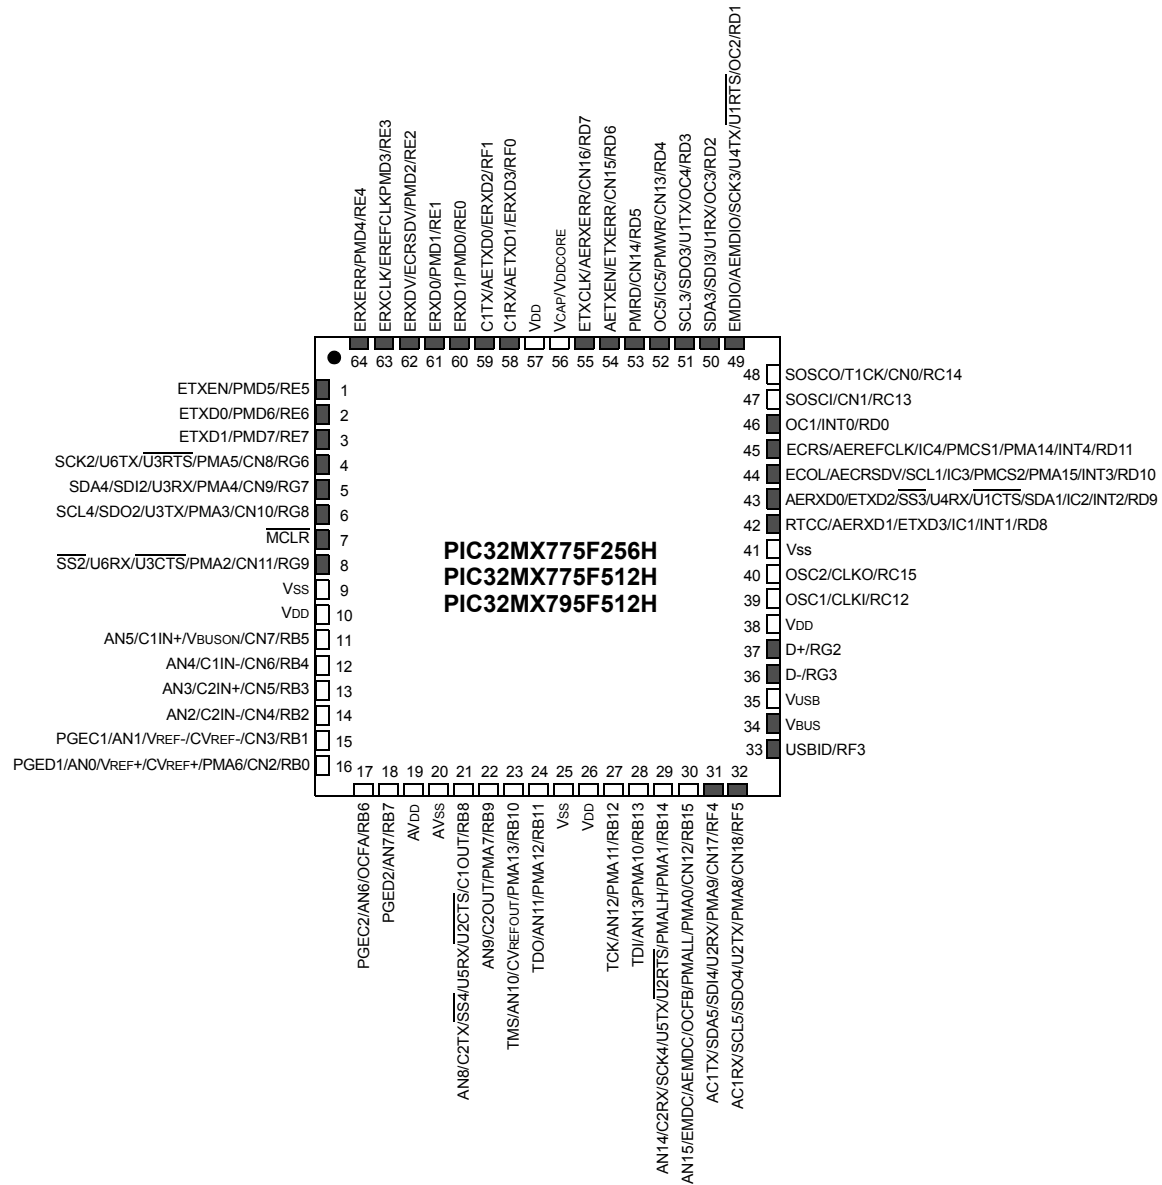 ERXERR/PMD4/RE4
ERXCLK/EREFCLKPMD3/RE3
ERXDV/ECRSDV/PMD2/RE2
ERXD0/PMD1/RE1
ERXD1/PMD0/RE0
C1TX/AETXD0/ERXD2/RF1
C1RX/AETXD1/ERXD3/RF0
VDD
VCAP/VDDCORE
ETXCLK/AERXERR/CN16/RD7
AETXEN/ETXERR/CN15/RD6
PMRD/CN14/RD5
OC5/IC5/PMWR/CN13/RD4
SCL3/SDO3/U1TX/OC4/RD3
SDA3/SDI3/U1RX/OC3/RD2
EMDIO/AEMDIO/SCK3/U4TX/U1RTS/OC2/RD1
64 63 62 61 60 59 58 57 56 55 54 53 52 51 50 49
ETXEN/PMD5/RE5 1
ETXD0/PMD6/RE6 2
ETXD1/PMD7/RE7 3
SCK2/U6TX/U3RTS/PMA5/CN8/RG6 4
SDA4/SDI2/U3RX/PMA4/CN9/RG7 5
SCL4/SDO2/U3TX/PMA3/CN10/RG8 6
MCLR 7
SS2/U6RX/U3CTS/PMA2/CN11/RG9 8
VSS 9
VDD 10
AN5/C1IN+/VBUSON/CN7/RB5 11
AN4/C1IN-/CN6/RB4 12
AN3/C2IN+/CN5/RB3 13
AN2/C2IN-/CN4/RB2 14
PGEC1/AN1/VREF-/CVREF-/CN3/RB1 15
PGED1/AN0/VREF+/CVREF+/PMA6/CN2/RB0 16
PIC32MX775F256H
PIC32MX775F512H
PIC32MX795F512H
48 SOSCO/T1CK/CN0/RC14
47 SOSCI/CN1/RC13
46 OC1/INT0/RD0
45 ECRS/AEREFCLK/IC4/PMCS1/PMA14/INT4/RD11
44 ECOL/AECRSDV/SCL1/IC3/PMCS2/PMA15/INT3/RD10
43 AERXD0/ETXD2/SS3/U4RX/U1CTS/SDA1/IC2/INT2/RD9
42 RTCC/AERXD1/ETXD3/IC1/INT1/RD8
41 Vss
40 OSC2/CLKO/RC15
39 OSC1/CLKI/RC12
38 VDD
37 D+/RG2
36 D-/RG3
35 VUSB
34 VBUS
33 USBID/RF3
17 18 19 20 21 22 23 24 25 26 27 28 29 30 31 32
PGEC2/AN6/OCFA/RB6
PGED2/AN7/RB7
AVDD
AVSS
AN8/C2TX/SS4/U5RX/U2CTS/C1OUT/RB8
AN9/C2OUT/PMA7/RB9
TMS/AN10/CVREFOUT/PMA13/RB10
TDO/AN11/PMA12/RB11
VSS
VDD
TCK/AN12/PMA11/RB12
TDI/AN13/PMA10/RB13
AN14/C2RX/SCK4/U5TX/U2RTS/PMALH/PMA1/RB14
AN15/EMDC/AEMDC/OCFB/PMALL/PMA0/CN12/RB15
AC1TX/SDA5/SDI4/U2RX/PMA9/CN17/RF4
AC1RX/SCL5/SDO4/U2TX/PMA8/CN18/RF5